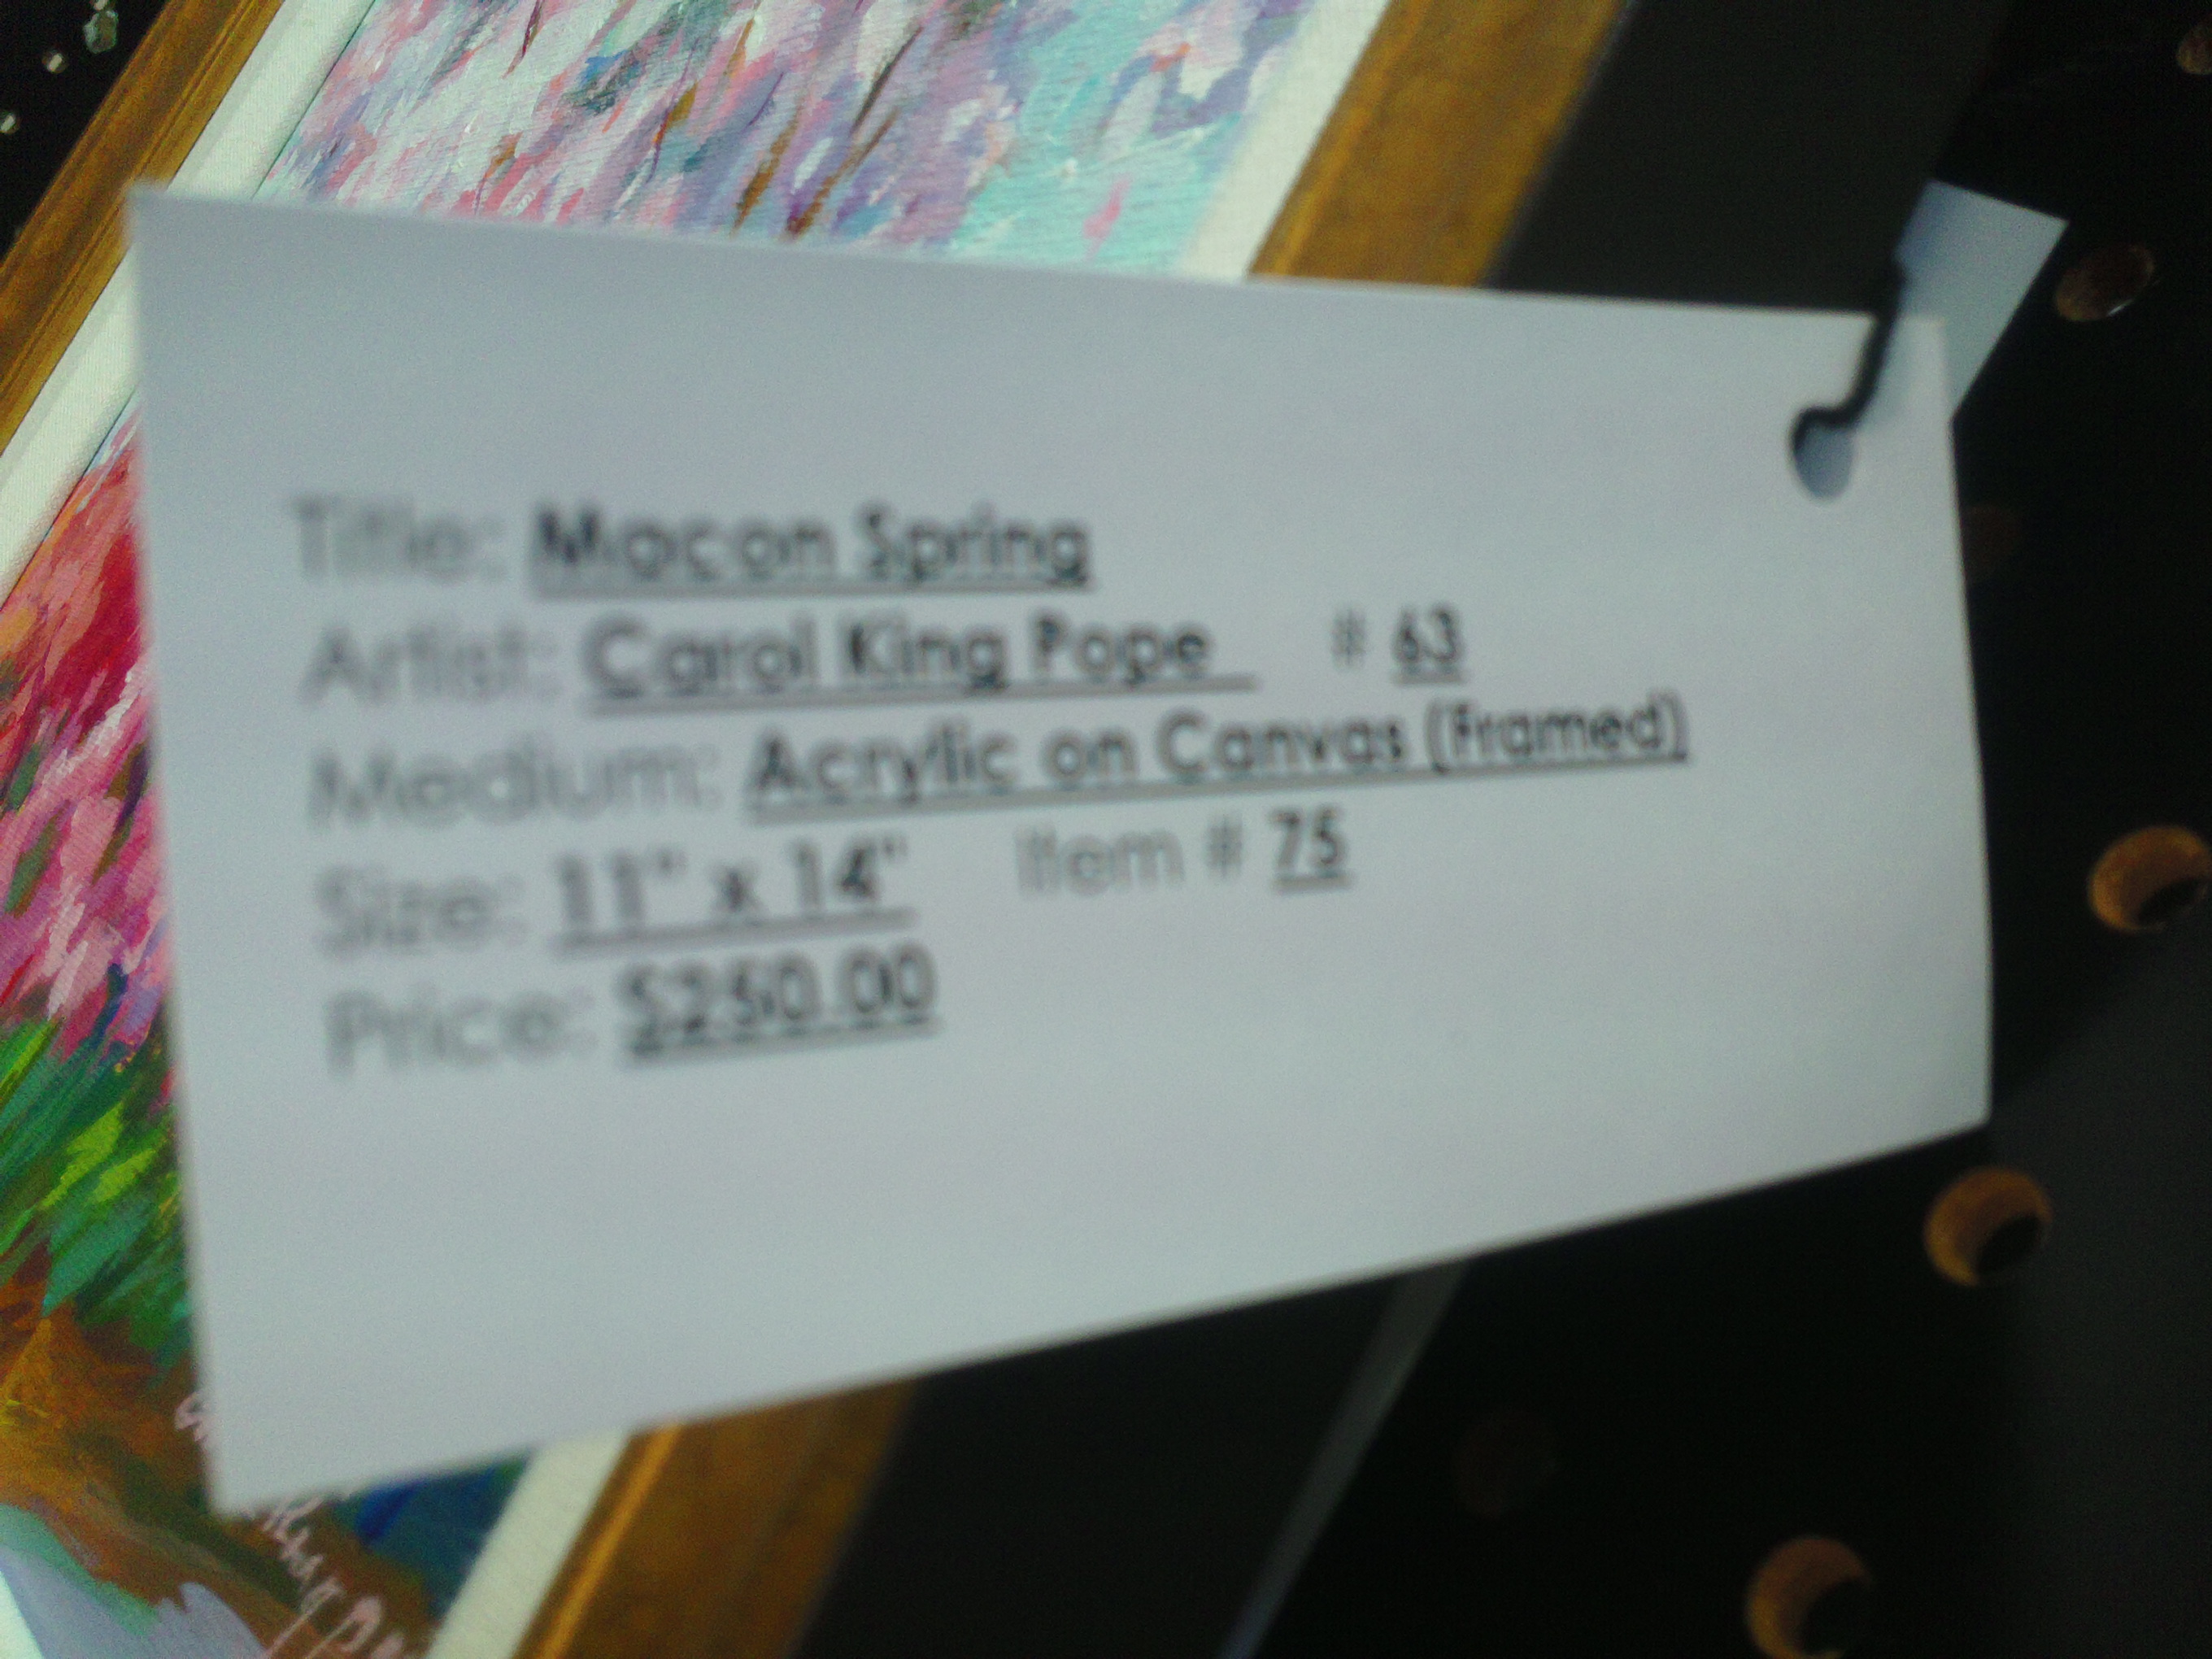 Title: Macon Spring
Artist: Carol King Pope # 63
Medium: Acrylic on Canvas (Framed)
Size: 11" x 14" Item # 75
Price: $250.00